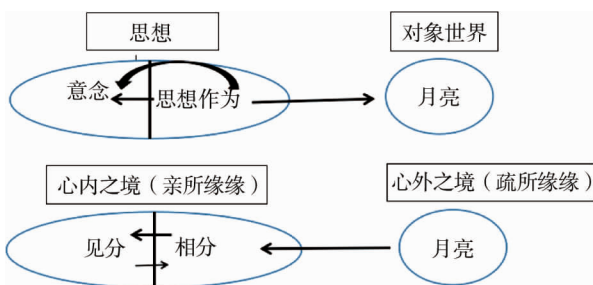 思想
对象世界
意念
思想作为
月亮
心内之境（亲所缘缘）
心外之境（疏所缘缘）
见分
相分
月亮